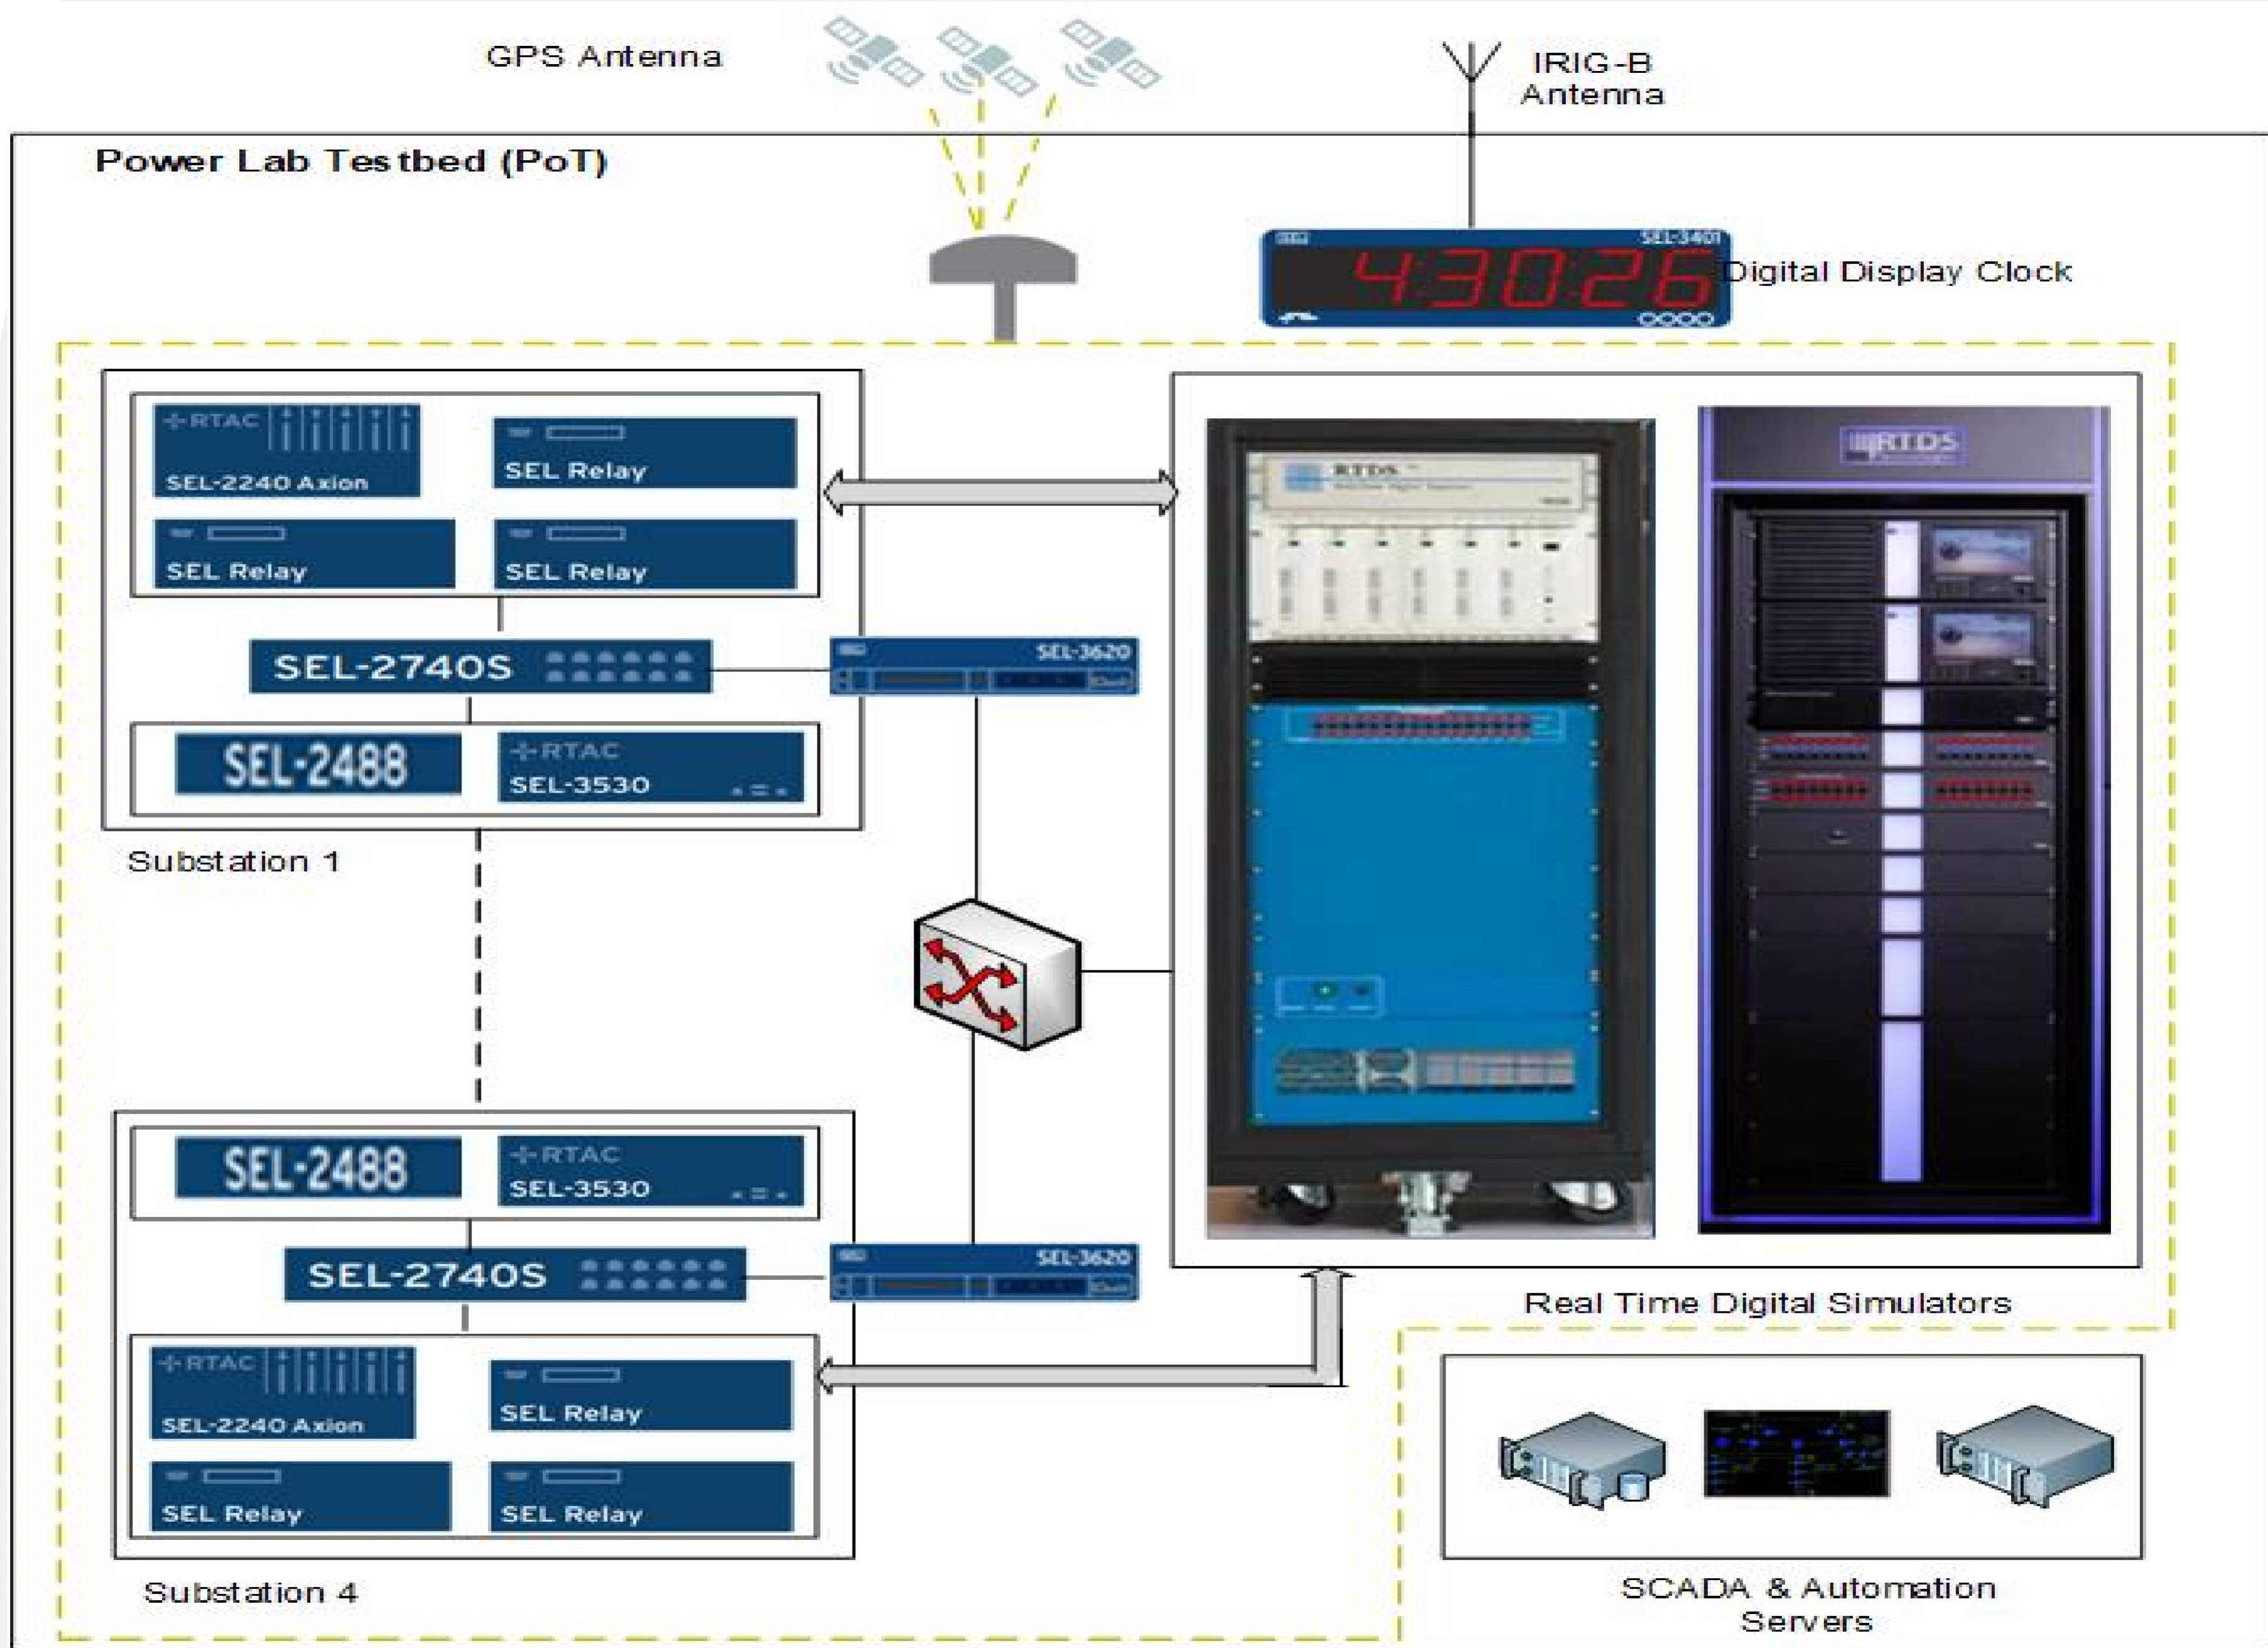 GPS Antenna
IRIG-B
Antenna
Power Lab Testbed (PoT)
SEL-3401
4:30:26
Digital Display Clock
RTAC
SEL-2240 Axion
SEL Relay
SEL Relay
SEL Relay
SEL-2740S
SEL-3620
SEL-2488
RTAC
SEL-3530
Substation 1
RTDS
RTDS
SEL-2488
RTAC
SEL-3530
SEL-2740S
SEL-3620
RTAC
SEL-2240 Axion
SEL Relay
SEL Relay
SEL Relay
Substation 4
Real Time Digital Simulators
SCADA & Automation
Servers